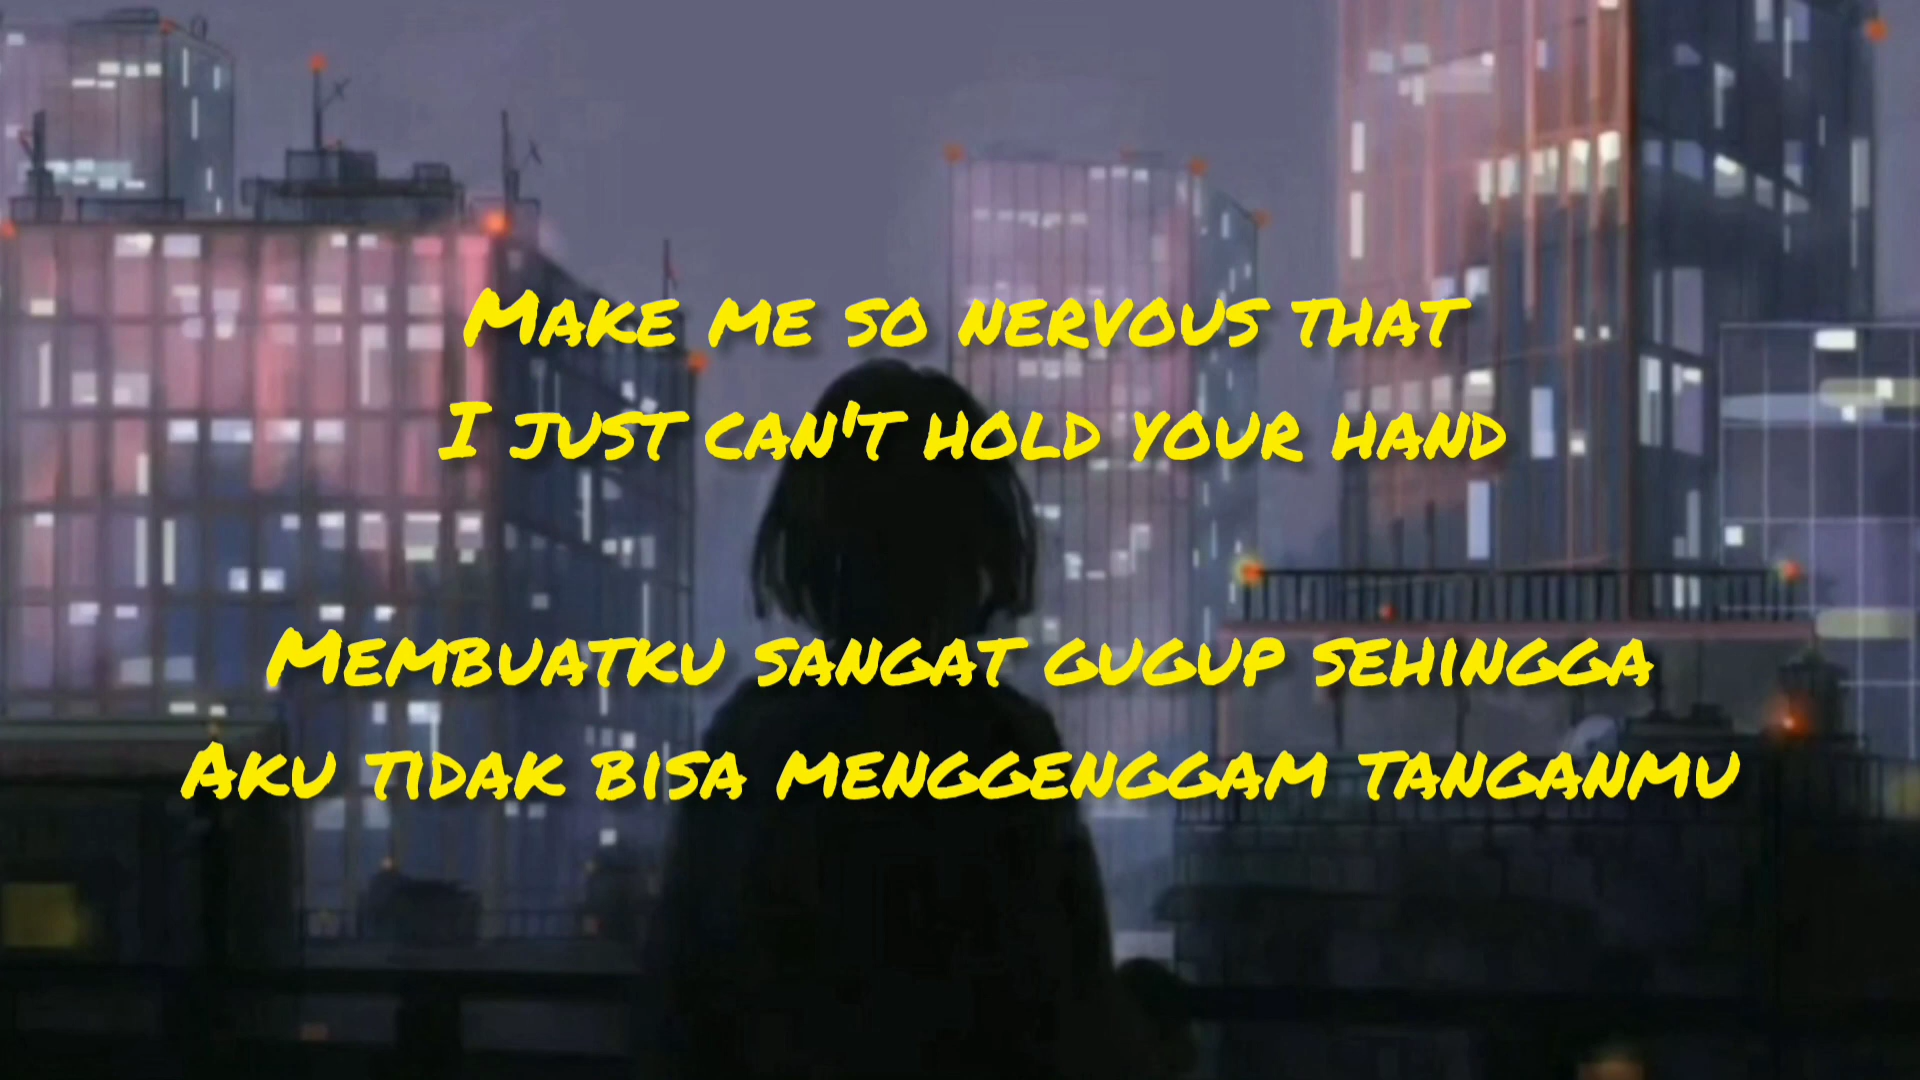 Make me so nervous that
I just can't hold your hand
Membuatku sangat gugup sehingga
Aku tidak bisa menggenggam tanganmu